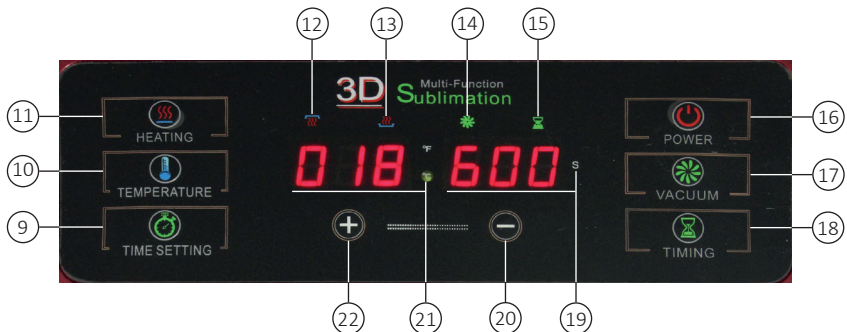 12 13 14 15
3D Multi-Function
Sublimation
11 HEATING
10 TEMPERATURE
9 TIME SETTING
018 °F
600 S
16 POWER
17 VACUUM
18 TIMING
+ −
22 21 20 19